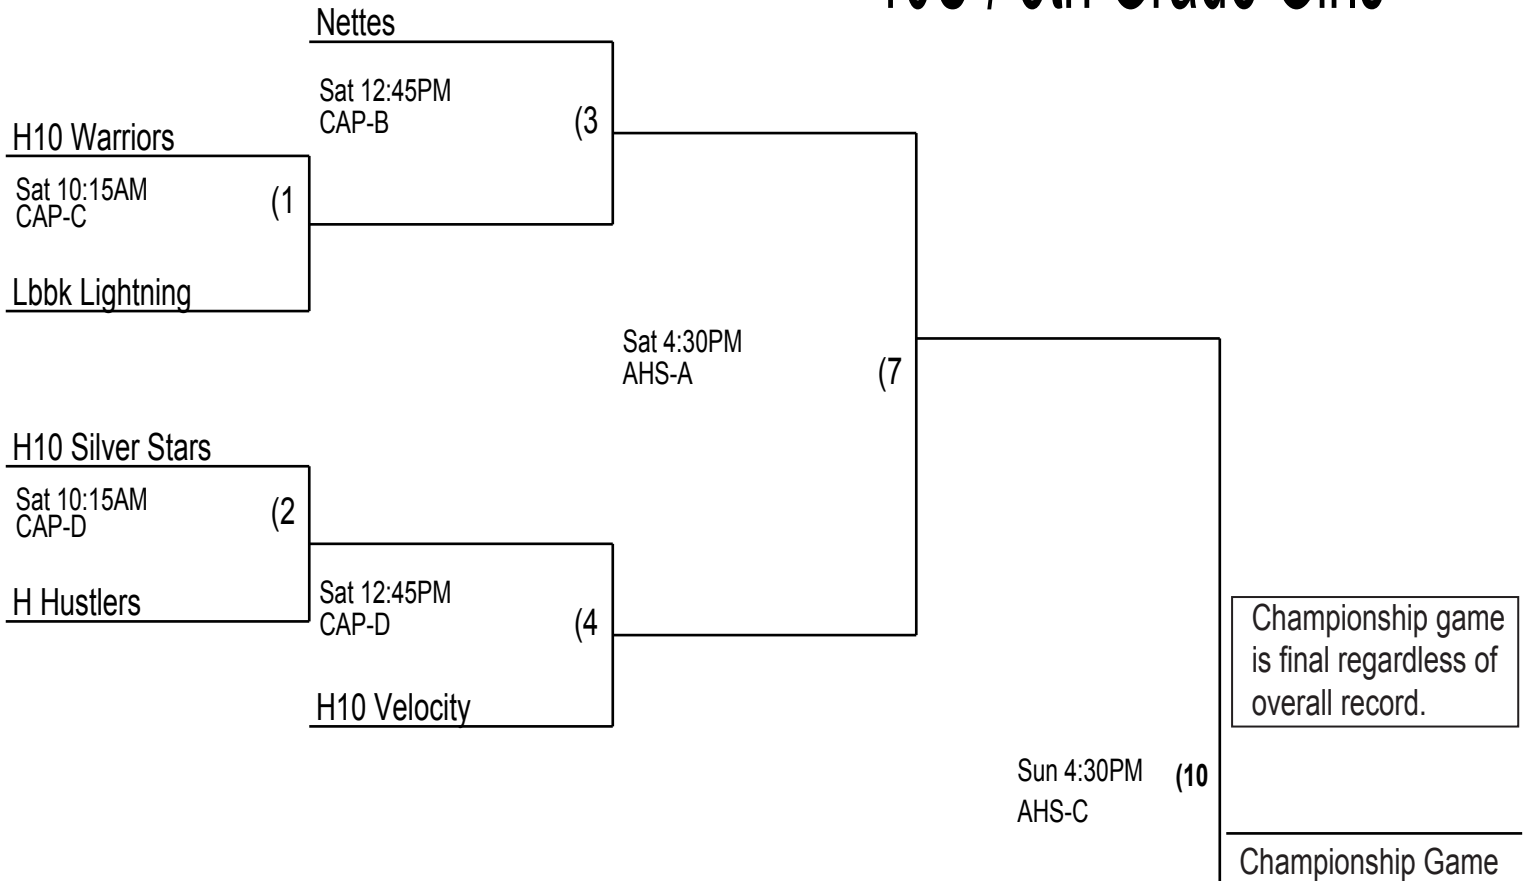 Nettes
Sat 12:45PM
CAP-B
(3
H10 Warriors
Sat 10:15AM
CAP-C
(1
Lbbk Lightning
Sat 4:30PM
AHS-A
(7
H10 Silver Stars
Sat 10:15AM
CAP-D
(2
H Hustlers
Sat 12:45PM
CAP-D
(4
H10 Velocity
Championship game
is final regardless of
overall record.
Sun 4:30PM
AHS-C
(10
Championship Game